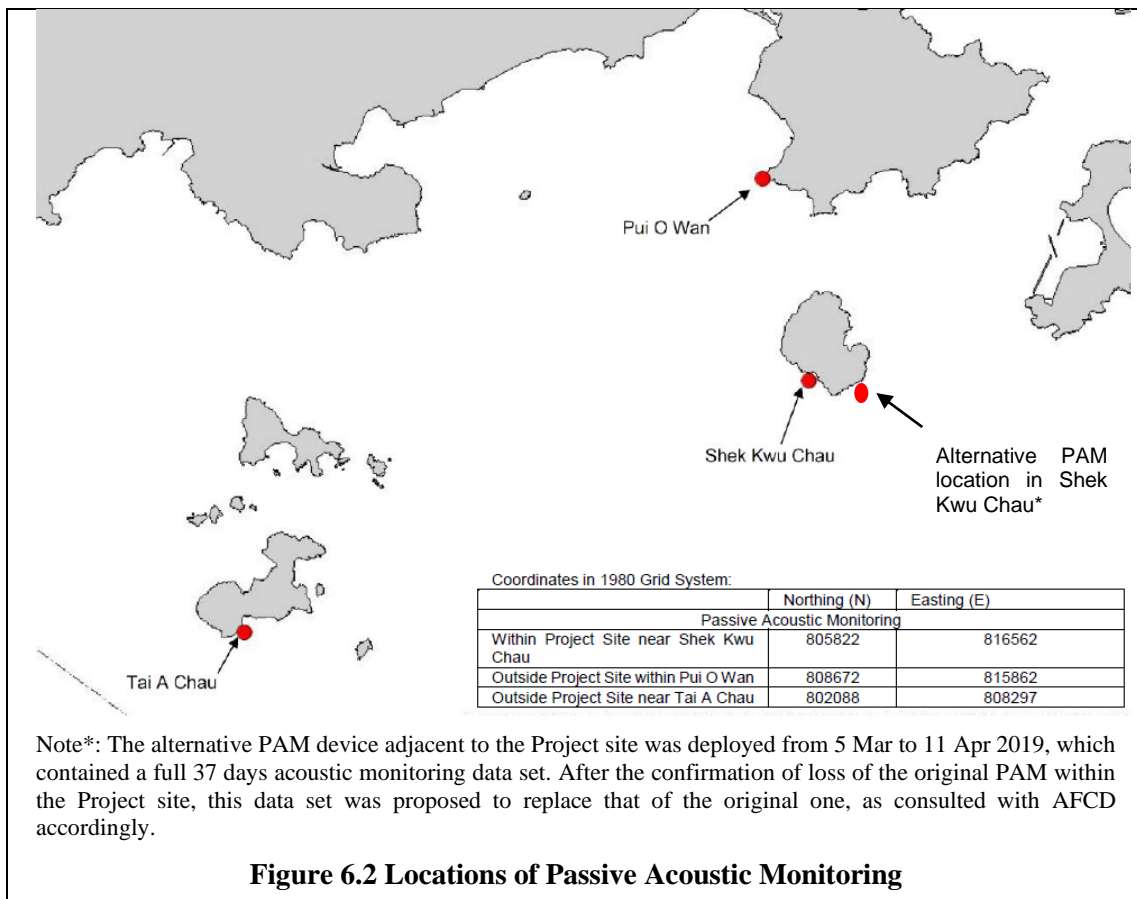 Pui O Wan
Shek Kwu Chau
Alternative PAM
location in Shek
Kwu Chau*
Tai A Chau
Coordinates in 1980 Grid System:
Northing (N) Easting (E)
Passive Acoustic Monitoring
Within Project Site near Shek Kwu Chau 805822 816562
Outside Project Site within Pui O Wan 808672 815862
Outside Project Site near Tai A Chau 802088 808297
Note*: The alternative PAM device adjacent to the Project site was deployed from 5 Mar to 11 Apr 2019, which
contained a full 37 days acoustic monitoring data set. After the confirmation of loss of the original PAM within
the Project site, this data set was proposed to replace that of the original one, as consulted with AFCD
accordingly.
Figure 6.2 Locations of Passive Acoustic Monitoring